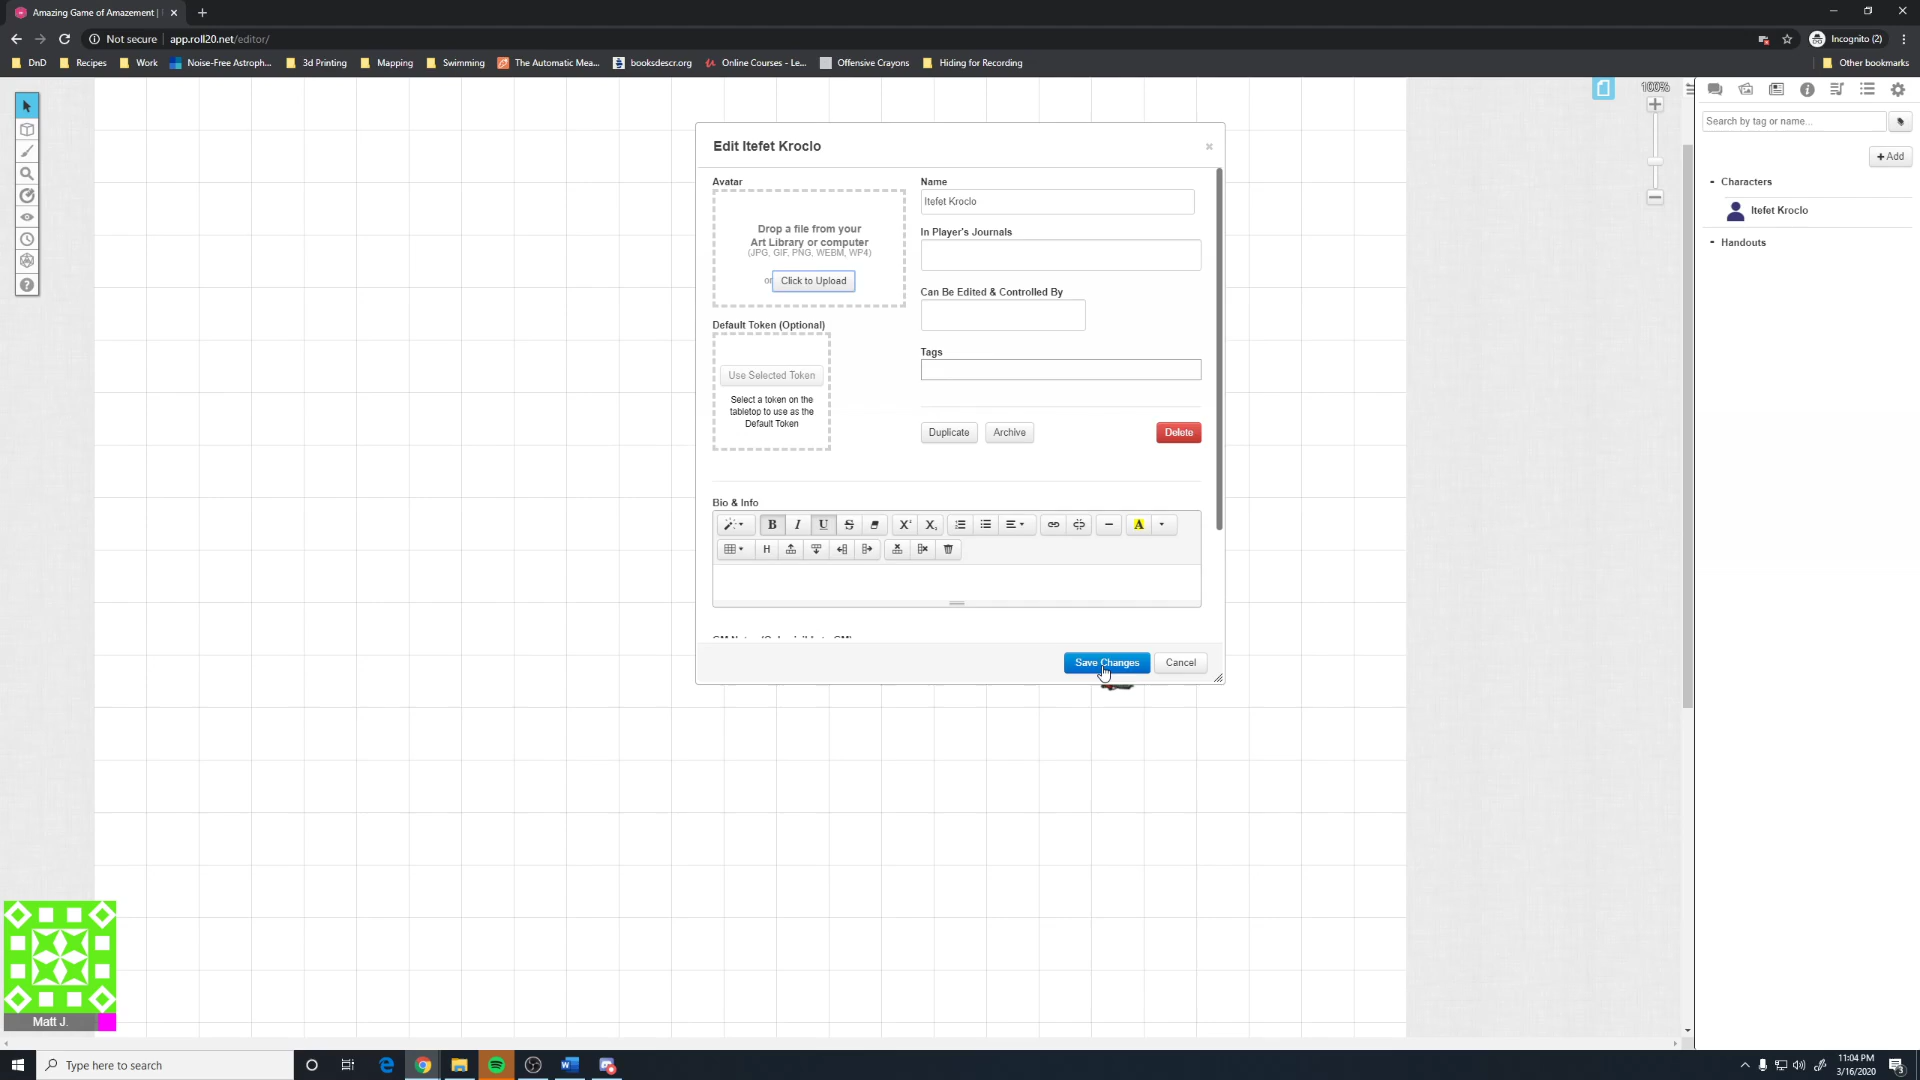 Amazing Game of Amazement |
Not secure | app.roll20.net/editor/
Incognito (2)
DnD Recipes Work Noise-Free Astroph... 3d Printing Mapping Swimming The Automatic Mea... booksdescr.org Online Courses - Le... Offensive Crayons Hiding for Recording Other bookmarks
100%
Search by tag or name...
+ Add
Characters
Itefet Kroclo
Handouts
Edit Itefet Kroclo
Avatar
Drop a file from your
Art Library or computer
(JPG, GIF, PNG, WEBM, WP4)
or Click to Upload
Default Token (Optional)
Use Selected Token
Select a token on the
tabletop to use as the
Default Token
Name
Itefet Kroclo
In Player's Journals
Can Be Edited & Controlled By
Tags
Duplicate Archive Delete
Bio & Info
B I U S X² X₂ A
H
Save Changes Cancel
Matt J.
Type here to search
11:04 PM
3/16/2020
3